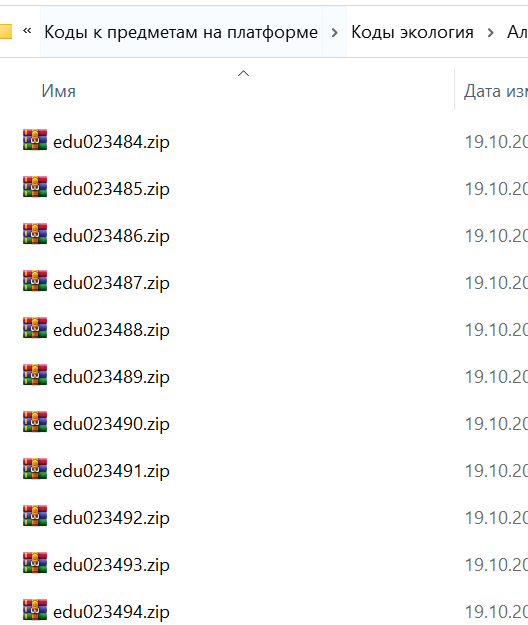 « Коды к предметам на платформе > Коды экология > Ал
Имя Дата изм
edu023484.zip 19.10.20
edu023485.zip 19.10.20
edu023486.zip 19.10.20
edu023487.zip 19.10.20
edu023488.zip 19.10.20
edu023489.zip 19.10.20
edu023490.zip 19.10.20
edu023491.zip 19.10.20
edu023492.zip 19.10.20
edu023493.zip 19.10.20
edu023494.zip 19.10.20